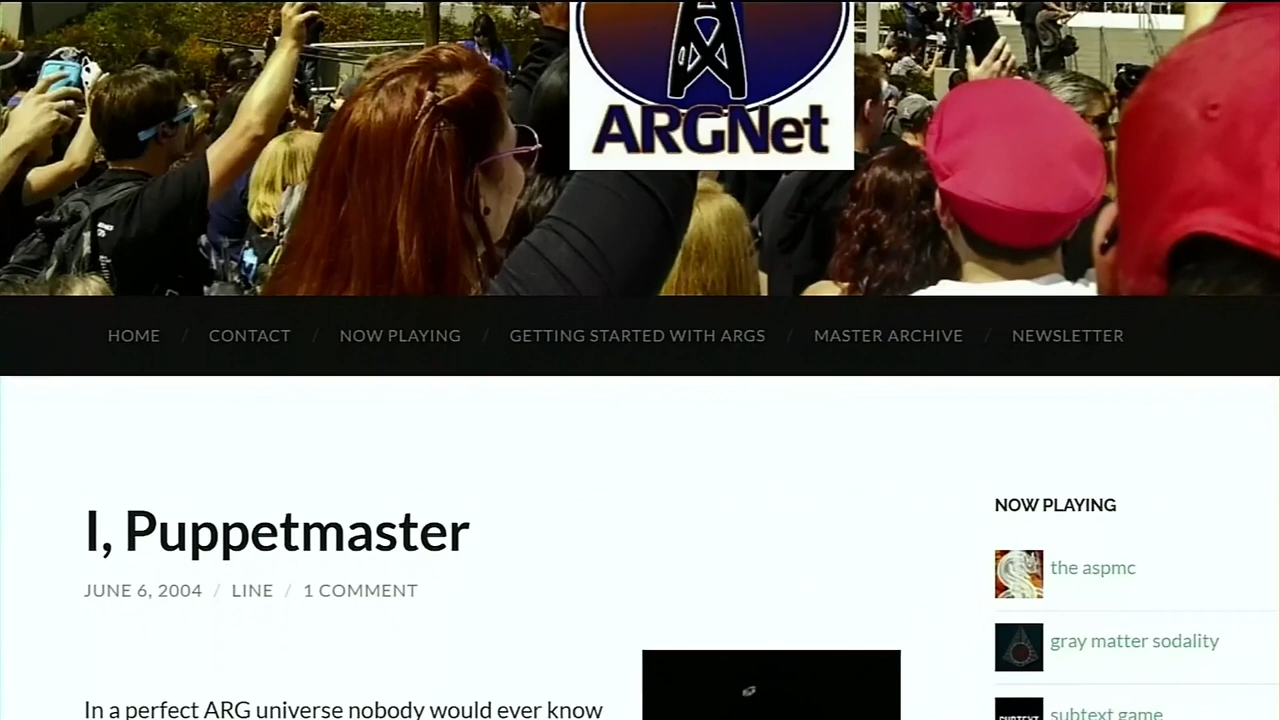 ARGNet
HOME / CONTACT / NOW PLAYING / GETTING STARTED WITH ARGS / MASTER ARCHIVE / NEWSLETTER
I, Puppetmaster
JUNE 6, 2004 / LINE / 1 COMMENT
In a perfect ARG universe nobody would ever know
NOW PLAYING
the aspmc
gray matter sodality
subtext game